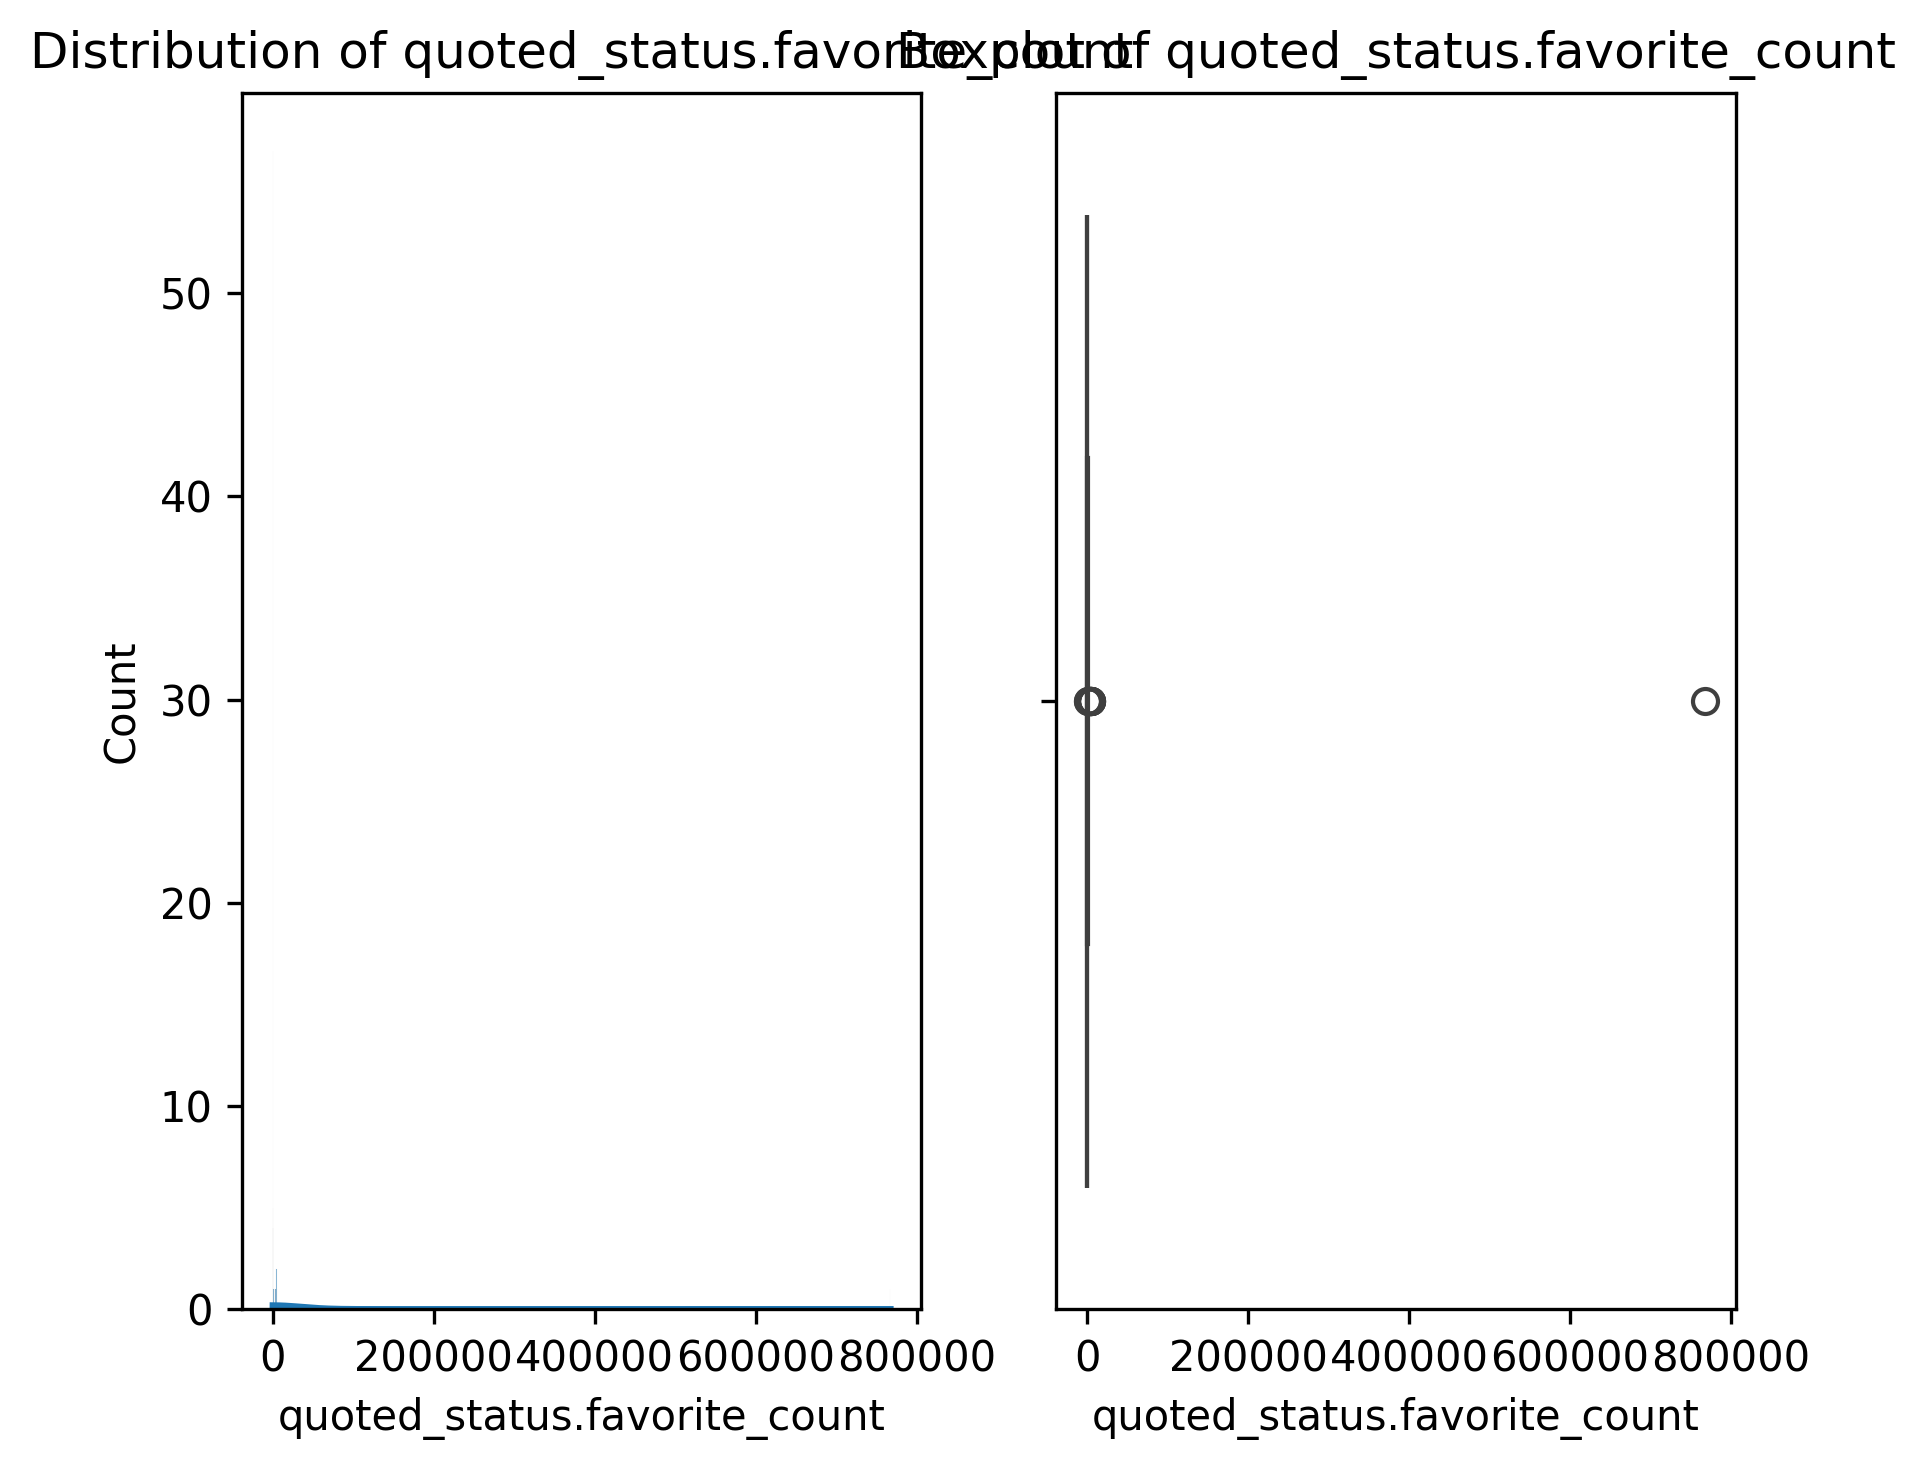 Distribution of quoted_status.favorite_count
Boxplot of quoted_status.favorite_count
Count
50
40
30
20
10
0
0 200000 400000 600000 800000
quoted_status.favorite_count
0 200000 400000 600000 800000
quoted_status.favorite_count